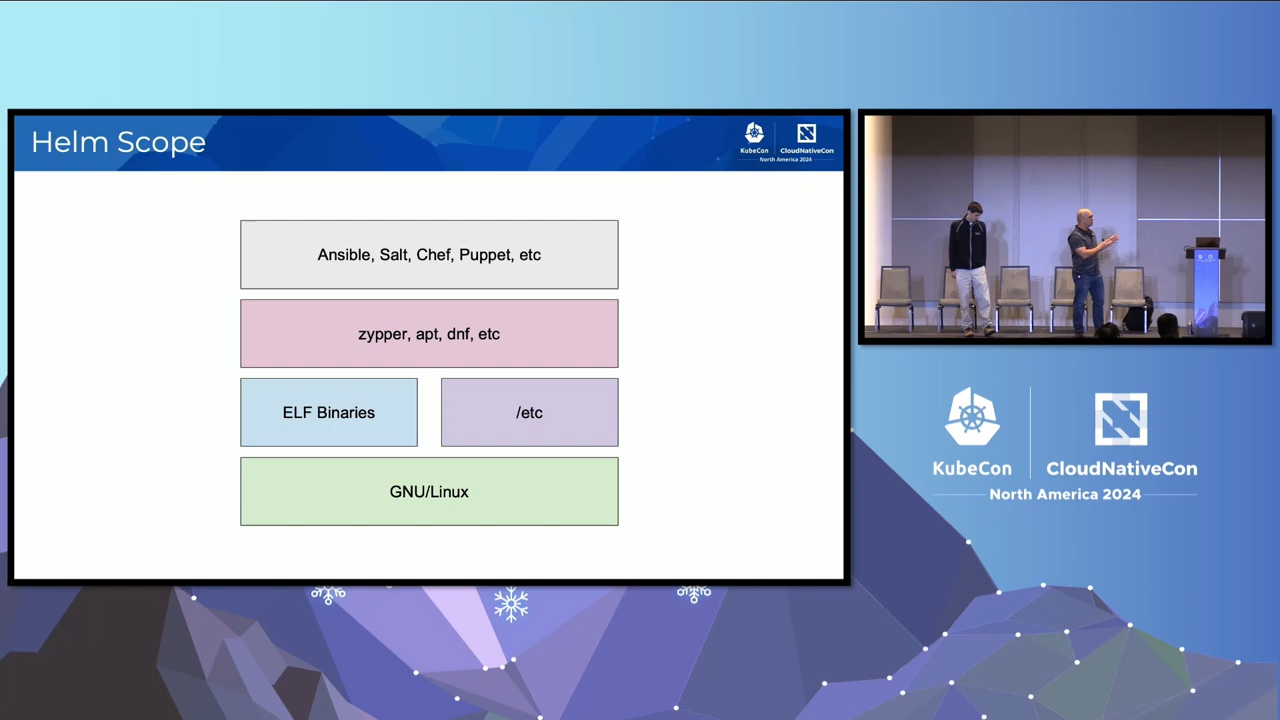 Helm Scope
KubeCon
CloudNativeCon
North America 2024
Ansible, Salt, Chef, Puppet, etc
zypper, apt, dnf, etc
ELF Binaries
/etc
GNU/Linux
KubeCon
CloudNativeCon
North America 2024